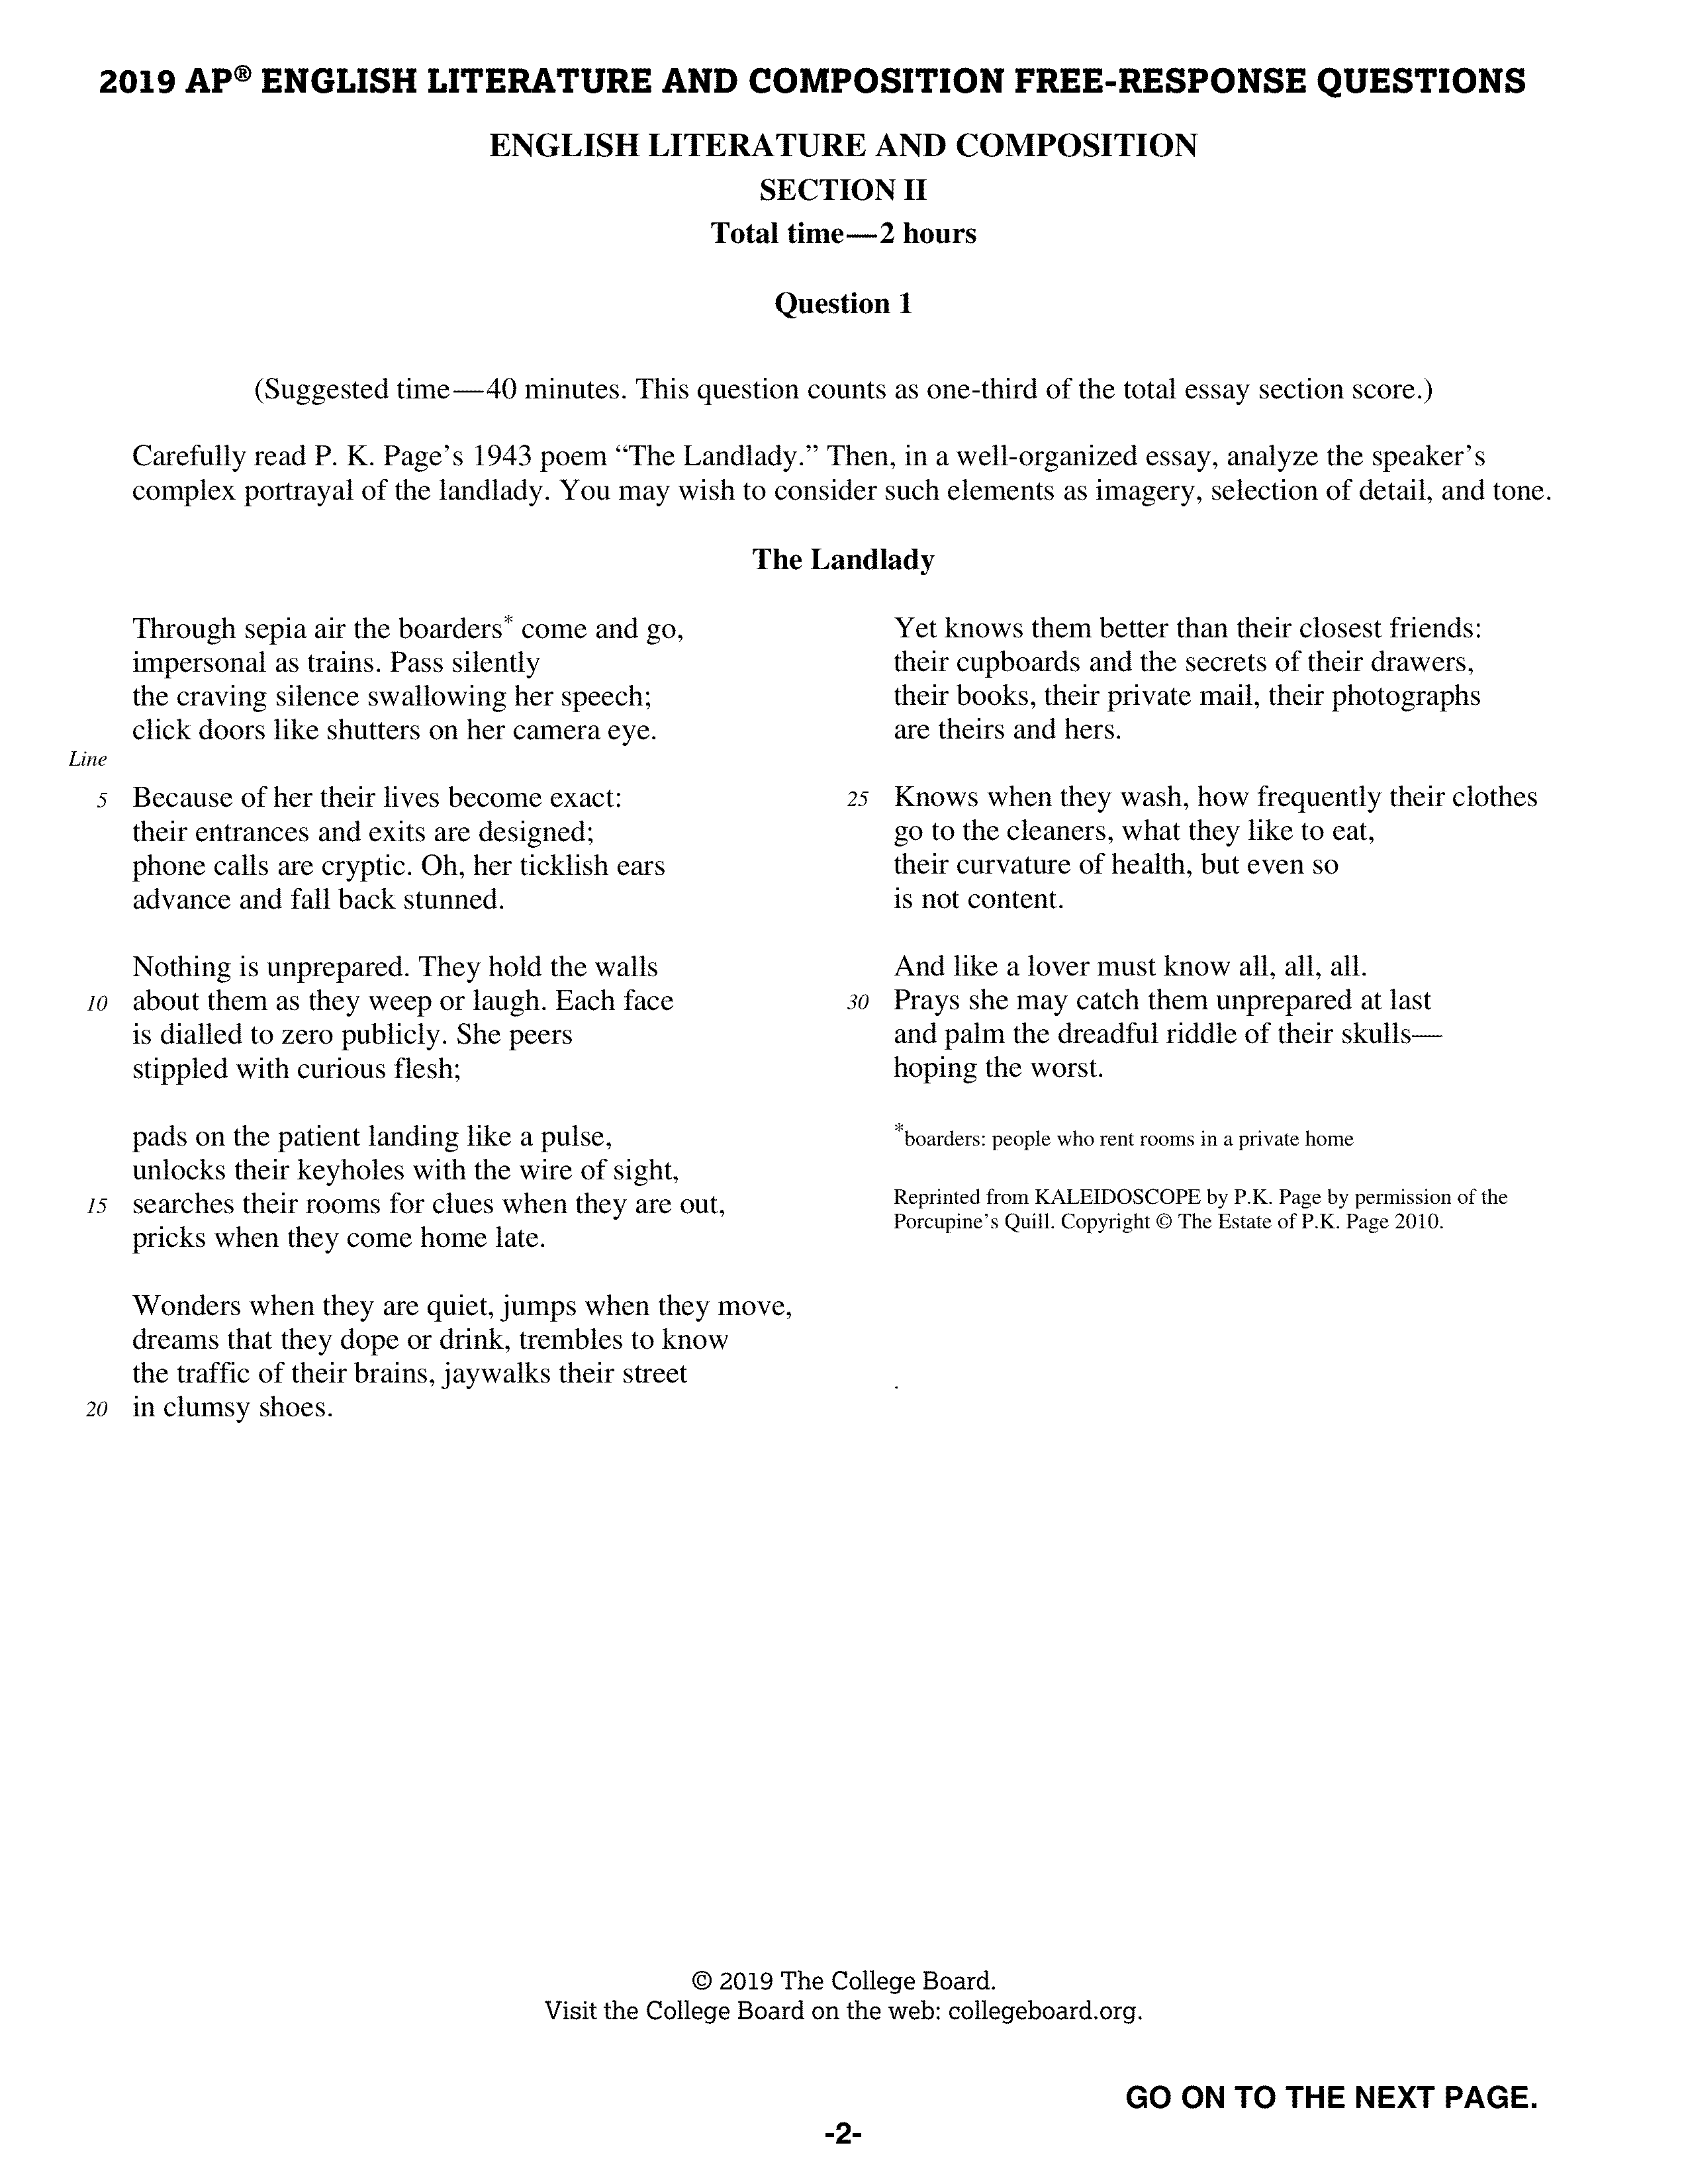 2019 AP® ENGLISH LITERATURE AND COMPOSITION FREE-RESPONSE QUESTIONS
ENGLISH LITERATURE AND COMPOSITION
SECTION II
Total time—2 hours
Question 1
(Suggested time—40 minutes. This question counts as one-third of the total essay section score.)
Carefully read P. K. Page’s 1943 poem “The Landlady.” Then, in a well-organized essay, analyze the speaker’s
complex portrayal of the landlady. You may wish to consider such elements as imagery, selection of detail, and tone.
The Landlady
Through sepia air the boarders* come and go,
impersonal as trains. Pass silently
the craving silence swallowing her speech;
click doors like shutters on her camera eye.
Line
5 Because of her their lives become exact:
their entrances and exits are designed;
phone calls are cryptic. Oh, her ticklish ears
advance and fall back stunned.
Nothing is unprepared. They hold the walls
10 about them as they weep or laugh. Each face
is dialled to zero publicly. She peers
stippled with curious flesh;
pads on the patient landing like a pulse,
unlocks their keyholes with the wire of sight,
15 searches their rooms for clues when they are out,
pricks when they come home late.
Wonders when they are quiet, jumps when they move,
dreams that they dope or drink, trembles to know
the traffic of their brains, jaywalks their street
20 in clumsy shoes.
Yet knows them better than their closest friends:
their cupboards and the secrets of their drawers,
their books, their private mail, their photographs
are theirs and hers.
25 Knows when they wash, how frequently their clothes
go to the cleaners, what they like to eat,
their curvature of health, but even so
is not content.
And like a lover must know all, all, all.
30 Prays she may catch them unprepared at last
and palm the dreadful riddle of their skulls—
hoping the worst.
*boarders: people who rent rooms in a private home
Reprinted from KALEIDOSCOPE by P.K. Page by permission of the
Porcupine’s Quill. Copyright © The Estate of P.K. Page 2010.
© 2019 The College Board.
Visit the College Board on the web: collegeboard.org.
GO ON TO THE NEXT PAGE.
-2-